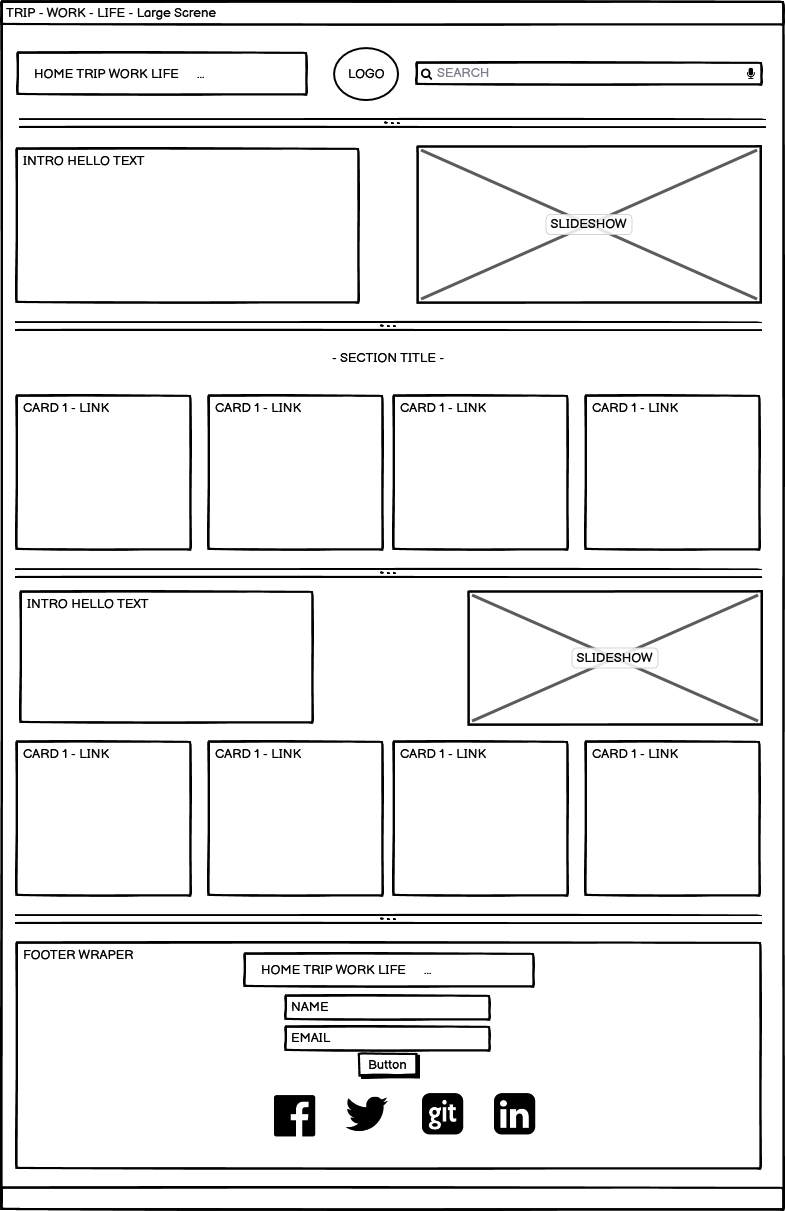 TRIP - WORK - LIFE - Large Screne
HOME TRIP WORK LIFE ...
LOGO
SEARCH
INTRO HELLO TEXT
SLIDESHOW
- SECTION TITLE -
CARD 1 - LINK
CARD 1 - LINK
CARD 1 - LINK
CARD 1 - LINK
INTRO HELLO TEXT
SLIDESHOW
CARD 1 - LINK
CARD 1 - LINK
CARD 1 - LINK
CARD 1 - LINK
FOOTER WRAPER
HOME TRIP WORK LIFE ...
NAME
EMAIL
Button
git
in